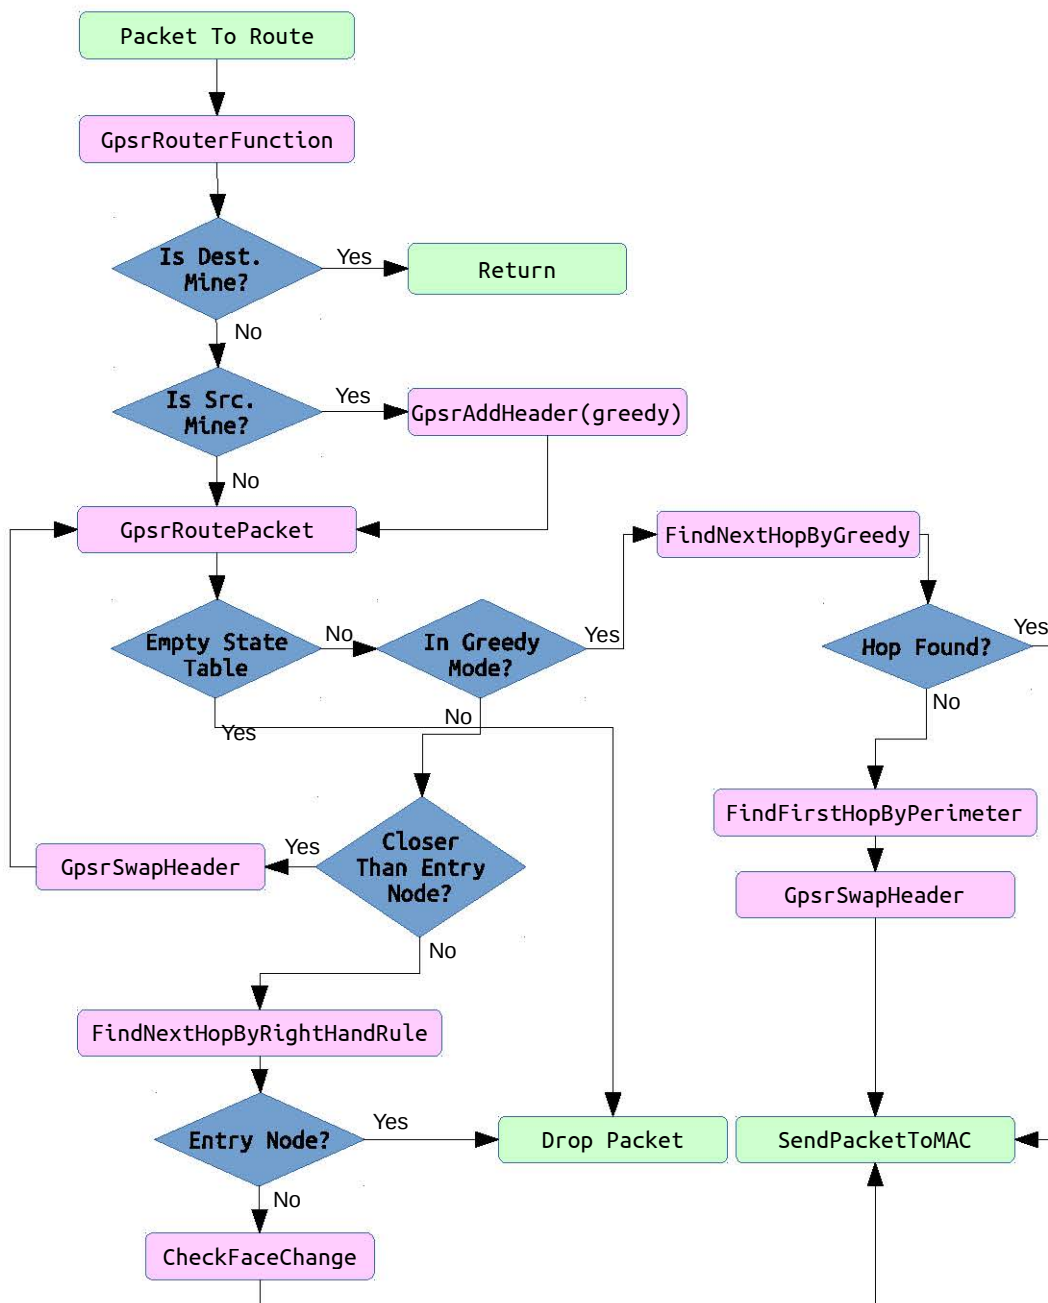 Packet To Route
GpsrRouterFunction
Is Dest.
Mine?
Yes
Return
No
Is Src.
Mine?
Yes
GpsrAddHeader(greedy)
No
GpsrRoutePacket
FindNextHopByGreedy
Empty State
Table
No
In Greedy
Mode?
Yes
Hop Found?
Yes
Yes
No
No
FindFirstHopByPerimeter
Closer
Than Entry
Node?
Yes
GpsrSwapHeader
GpsrSwapHeader
No
FindNextHopByRightHandRule
Entry Node?
Yes
Drop Packet
SendPacketToMAC
No
CheckFaceChange